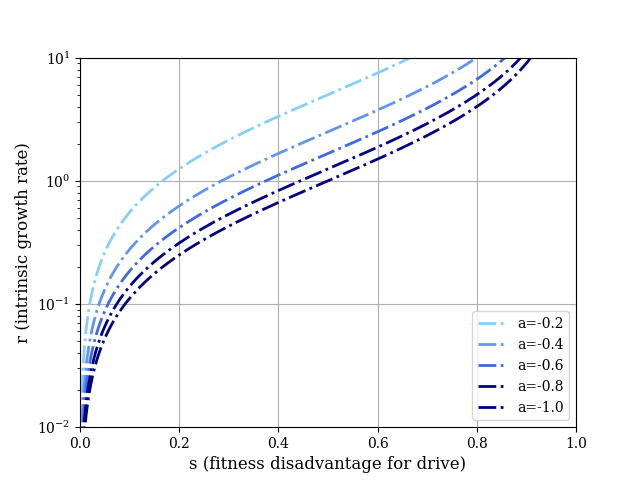 10¹
10⁰
10⁻¹
10⁻²
r (intrinsic growth rate)
0.0 0.2 0.4 0.6 0.8 1.0
s (fitness disadvantage for drive)
a=-0.2
a=-0.4
a=-0.6
a=-0.8
a=-1.0